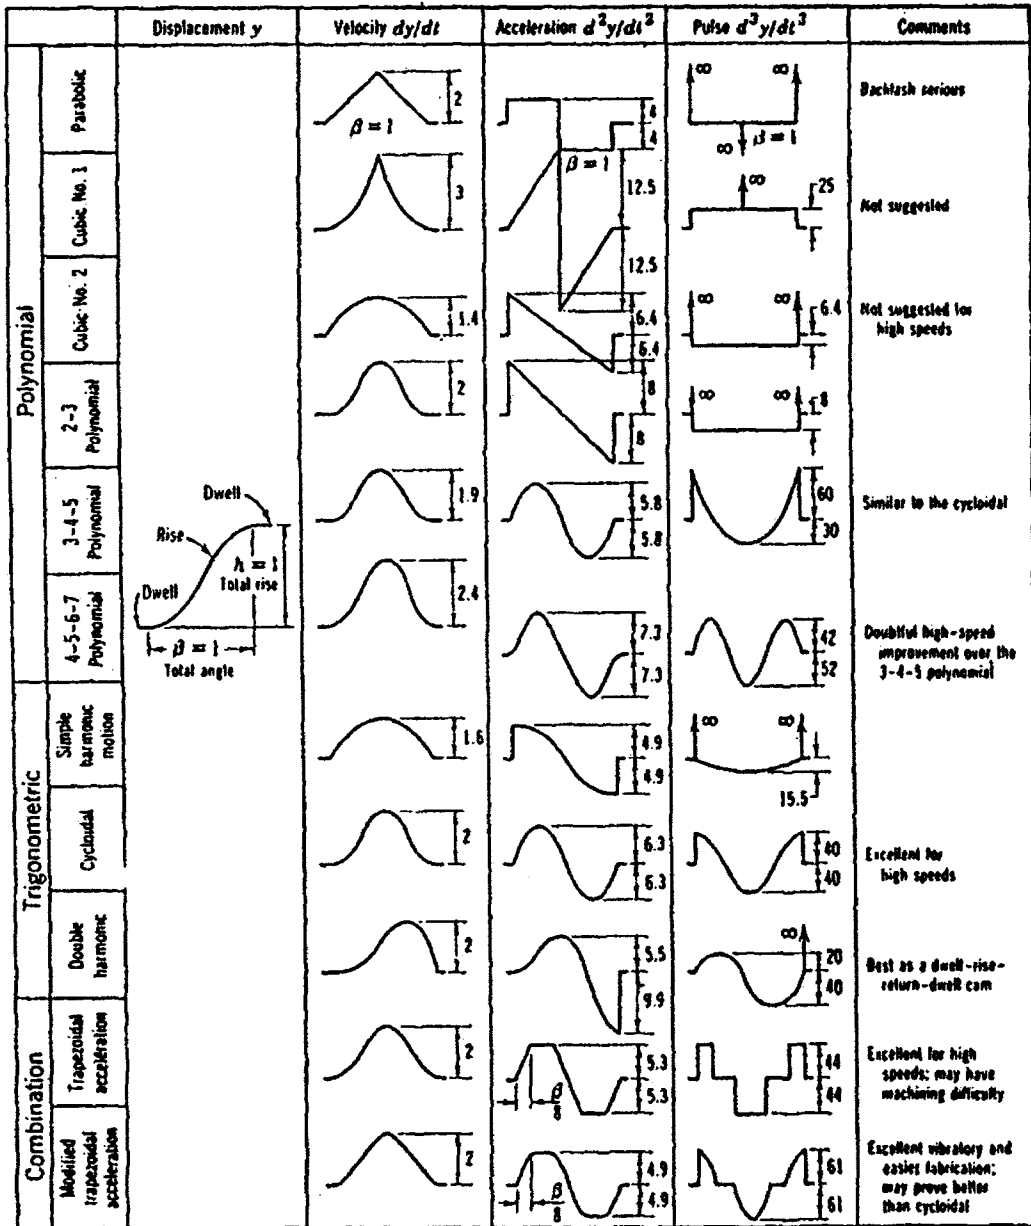 Displacement y
Velocity dy/dt
Acceleration d²y/dt²
Pulse d³y/dt³
Comments
Polynomial
Parabolic
2
β = 1
4
4
β = 1
∞
∞
∞
β = 1
Backlash serious
Cubic No. 1
3
12.5
12.5
∞
25
Not suggested
Cubic No. 2
1.4
6.4
6.4
∞
∞
6.4
Not suggested for
high speeds
2-3
Polynomial
2
8
8
∞
∞
8
3-4-5
Polynomial
1.9
5.8
5.8
60
30
Similar to the cycloidal
Dwell
Rise
h = 1
Total rise
Dwell
β = 1
Total angle
4-5-6-7
Polynomial
2.4
7.3
7.3
42
52
Doubtful high-speed
improvement over the
3-4-5 polynomial
Trigonometric
Simple
harmonic
motion
1.6
4.9
4.9
∞
∞
15.5
Cycloidal
2
6.3
6.3
40
40
Excellent for
high speeds
Double
harmonic
2
5.5
9.9
∞
20
40
Best as a dwell-rise-
return-dwell cam
Combination
Trapezoidal
acceleration
2
5.3
5.3
β
8
44
44
Excellent for high
speeds; may have
machining difficulty
Modified
trapezoidal
acceleration
2
4.9
4.9
β
8
61
61
Excellent vibratory and
easier fabrication;
may prove better
than cycloidal